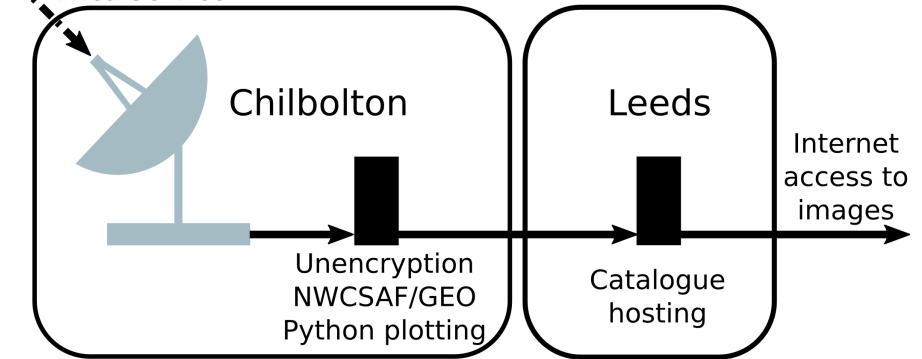 Chilbolton
Unencryption
NWCSAF/GEO
Python plotting
Leeds
Catalogue
hosting
Internet
access to
images